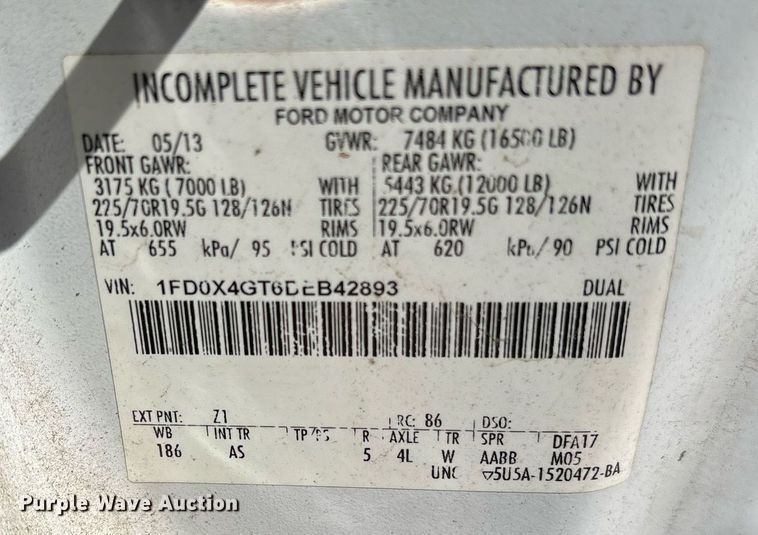 INCOMPLETE VEHICLE MANUFACTURED BY
FORD MOTOR COMPANY
DATE: 05/13 GVWR: 7484 KG (16500 LB)
FRONT GAWR: REAR GAWR:
3175 KG ( 7000 LB) WITH 5443 KG (12000 LB) WITH
225/70R19.5G 128/126N TIRES 225/70R19.5G 128/126N TIRES
19.5x6.0RW RIMS 19.5x6.0RW RIMS
AT 655 kPa/ 95 PSI COLD AT 620 kPa/ 90 PSI COLD
VIN: 1FD0X4GT6DEB42893 DUAL
EXT PNT: Z1 RC: 86 DSO:
WB INT TR TP/PS R AXLE TR SPR DFA17
186 AS 5 4L W AABB M05
UNC 5U5A-1520472-BA
Purple Wave Auction